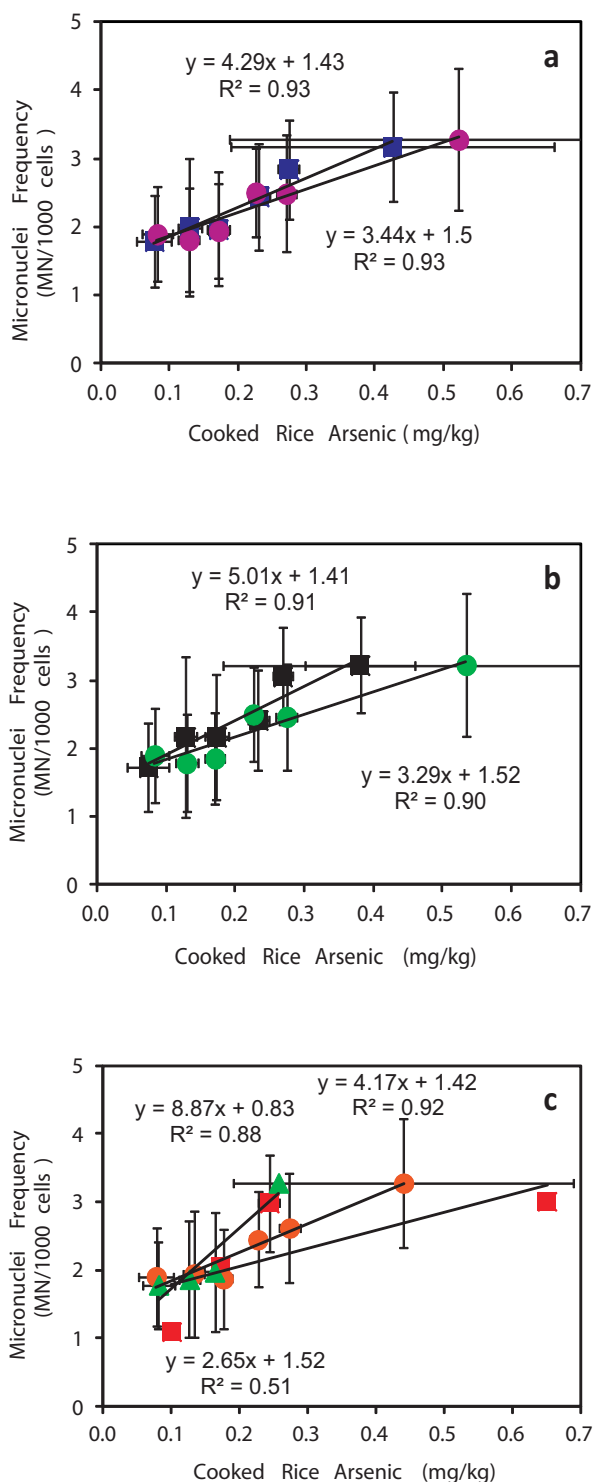 5
a
y = 4.29x + 1.43
R² = 0.93
4
3
2
y = 3.44x + 1.5
R² = 0.93
1
0
Micronuclei Frequency
(MN/1000 cells )
0.0 0.1 0.2 0.3 0.4 0.5 0.6 0.7
Cooked Rice Arsenic ( mg/kg)
5
b
y = 5.01x + 1.41
R² = 0.91
4
3
2
y = 3.29x + 1.52
R² = 0.90
1
0
Micronuclei Frequency
(MN/1000 cells )
0.0 0.1 0.2 0.3 0.4 0.5 0.6 0.7
Cooked Rice Arsenic (mg/kg)
5
c
y = 4.17x + 1.42
R² = 0.92
y = 8.87x + 0.83
R² = 0.88
4
3
2
1
y = 2.65x + 1.52
R² = 0.51
0
Micronuclei Frequency
(MN/1000 cells )
0.0 0.1 0.2 0.3 0.4 0.5 0.6 0.7
Cooked Rice Arsenic (mg/kg)